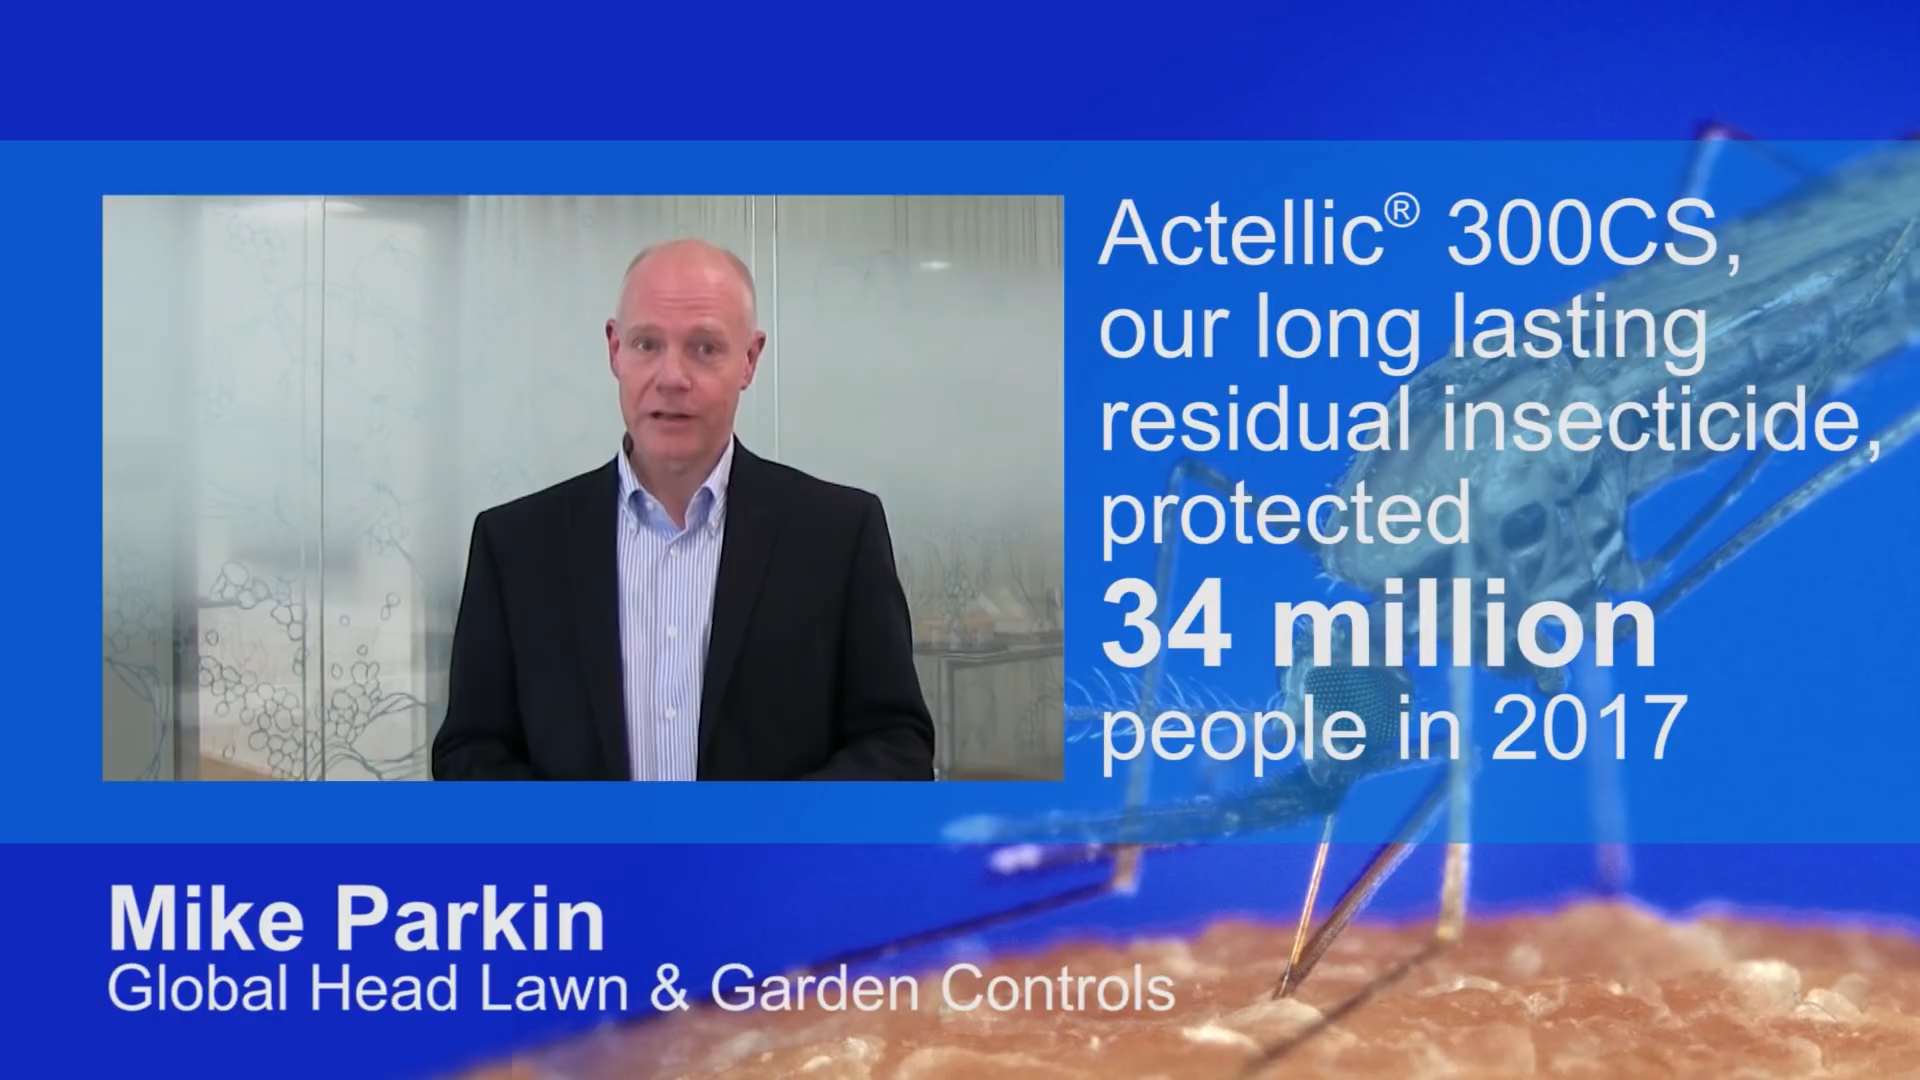 Actellic® 300CS,
our long lasting
residual insecticide,
protected
34 million
people in 2017
Mike Parkin
Global Head Lawn & Garden Controls